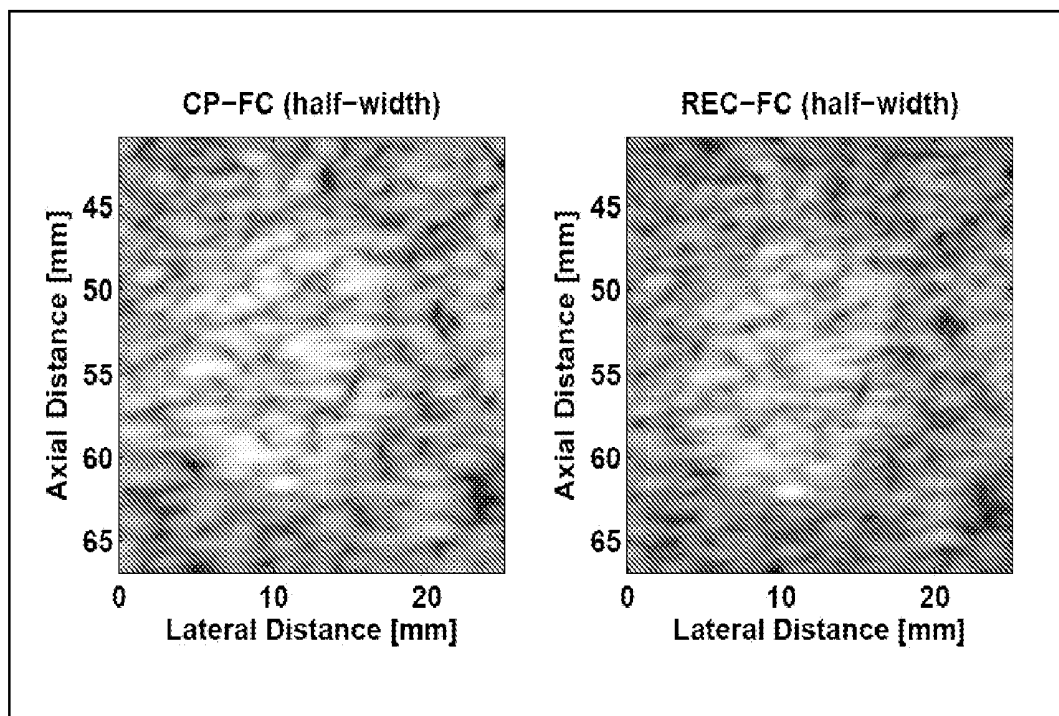 CP-FC (half-width)
Axial Distance [mm]
45
50
55
60
65
0 10 20
Lateral Distance [mm]
REC-FC (half-width)
Axial Distance [mm]
45
50
55
60
65
0 10 20
Lateral Distance [mm]